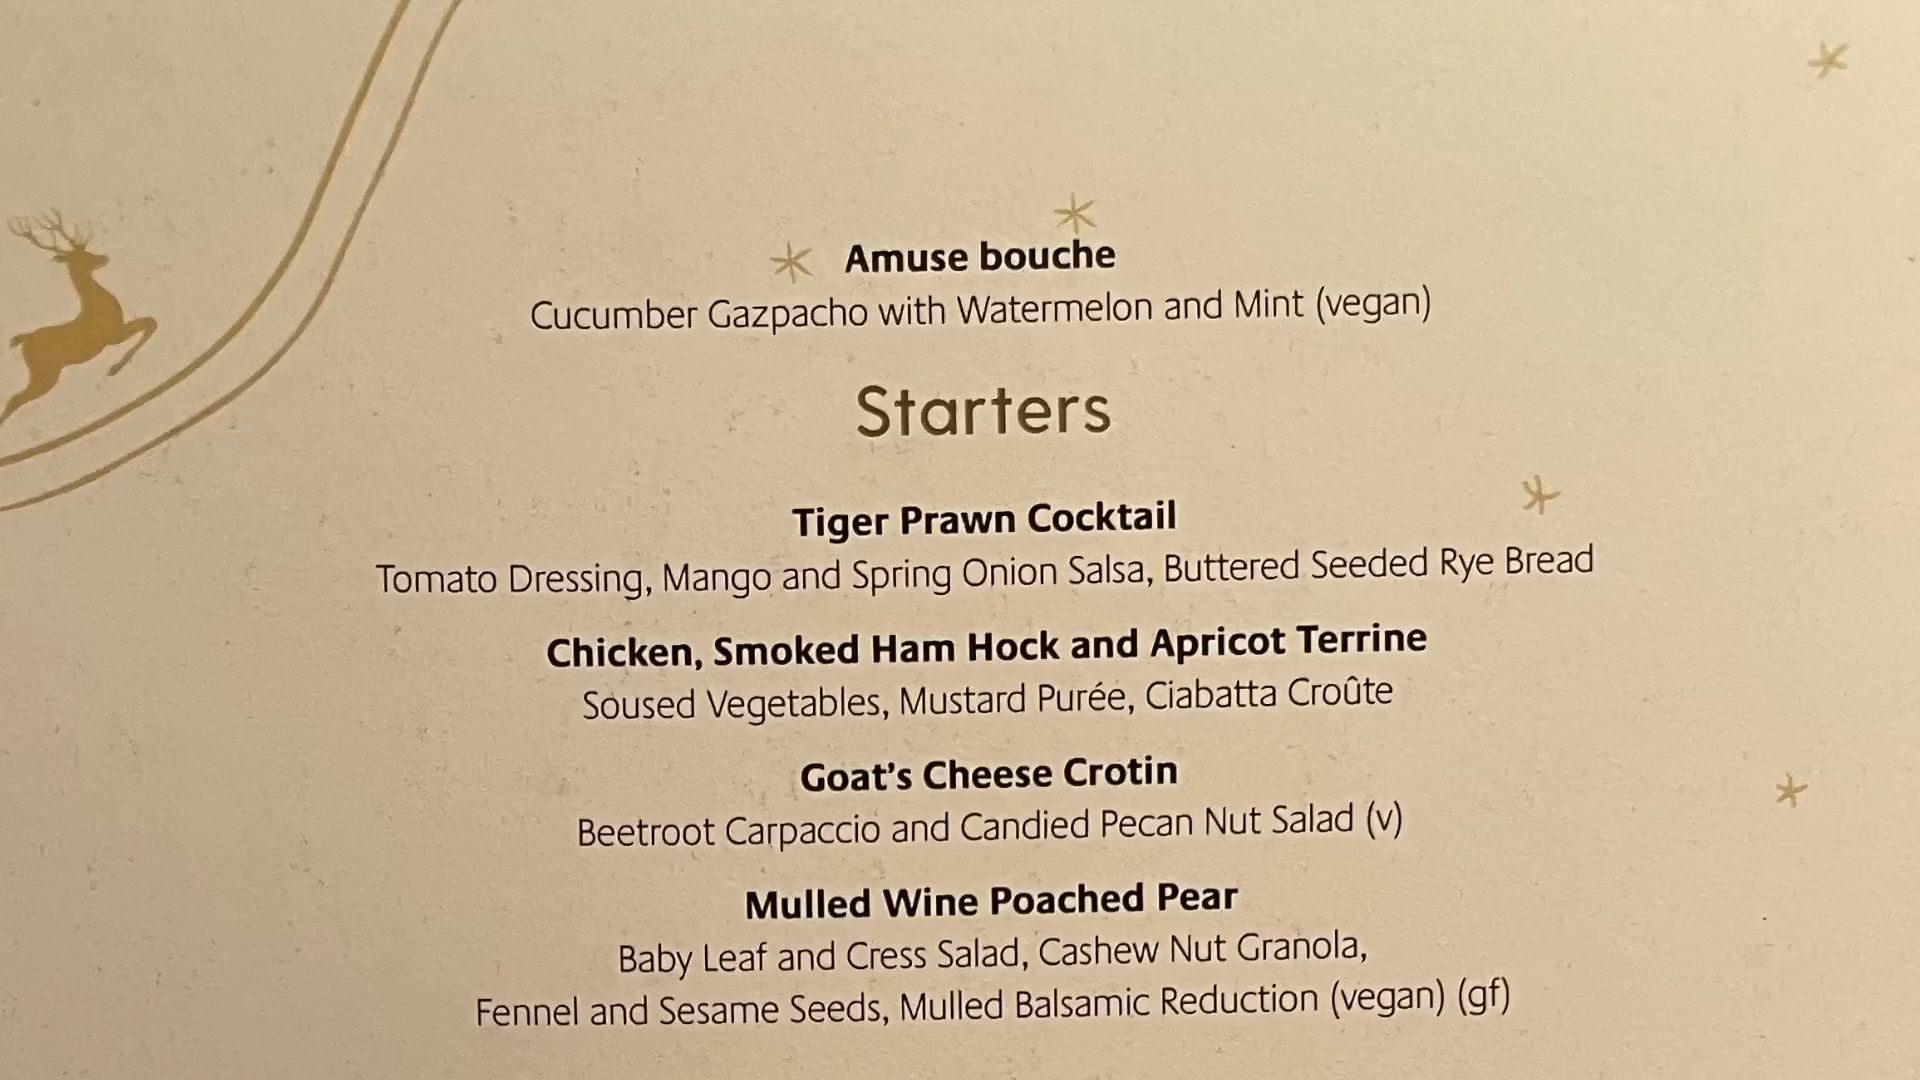 Amuse bouche
Cucumber Gazpacho with Watermelon and Mint (vegan)
Starters
Tiger Prawn Cocktail
Tomato Dressing, Mango and Spring Onion Salsa, Buttered Seeded Rye Bread
Chicken, Smoked Ham Hock and Apricot Terrine
Soused Vegetables, Mustard Purée, Ciabatta Croûte
Goat's Cheese Crotin
Beetroot Carpaccio and Candied Pecan Nut Salad (v)
Mulled Wine Poached Pear
Baby Leaf and Cress Salad, Cashew Nut Granola,
Fennel and Sesame Seeds, Mulled Balsamic Reduction (vegan) (gf)